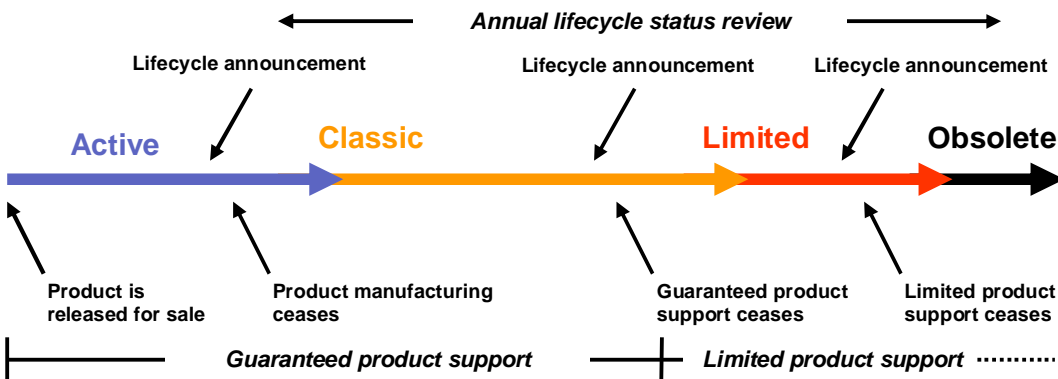 Annual lifecycle status review
Lifecycle announcement
Lifecycle announcement
Lifecycle announcement
Active
Classic
Limited
Obsolete
Product is
released for sale
Product manufacturing
ceases
Guaranteed product
support ceases
Limited product
support ceases
Guaranteed product support
Limited product support